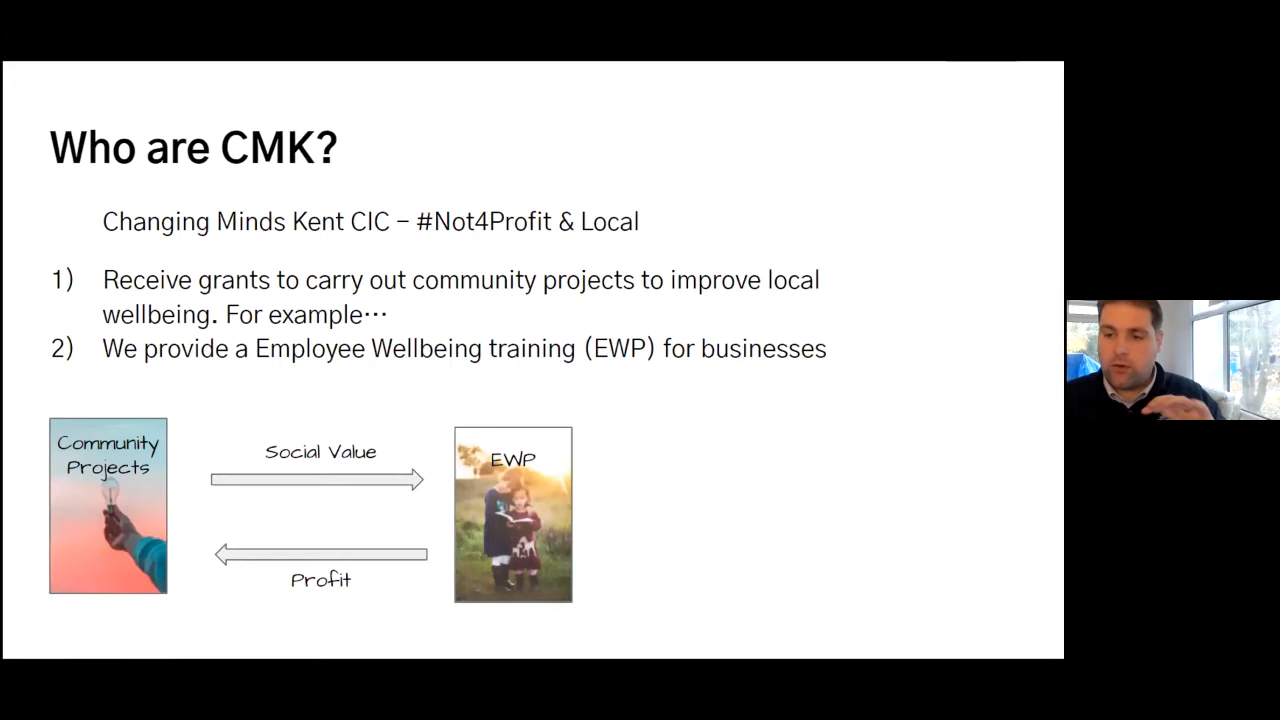 Who are CMK?
Changing Minds Kent CIC – #Not4Profit & Local
1) Receive grants to carry out community projects to improve local
wellbeing. For example…
2) We provide a Employee Wellbeing training (EWP) for businesses
Community
Projects
Social Value
EWP
Profit